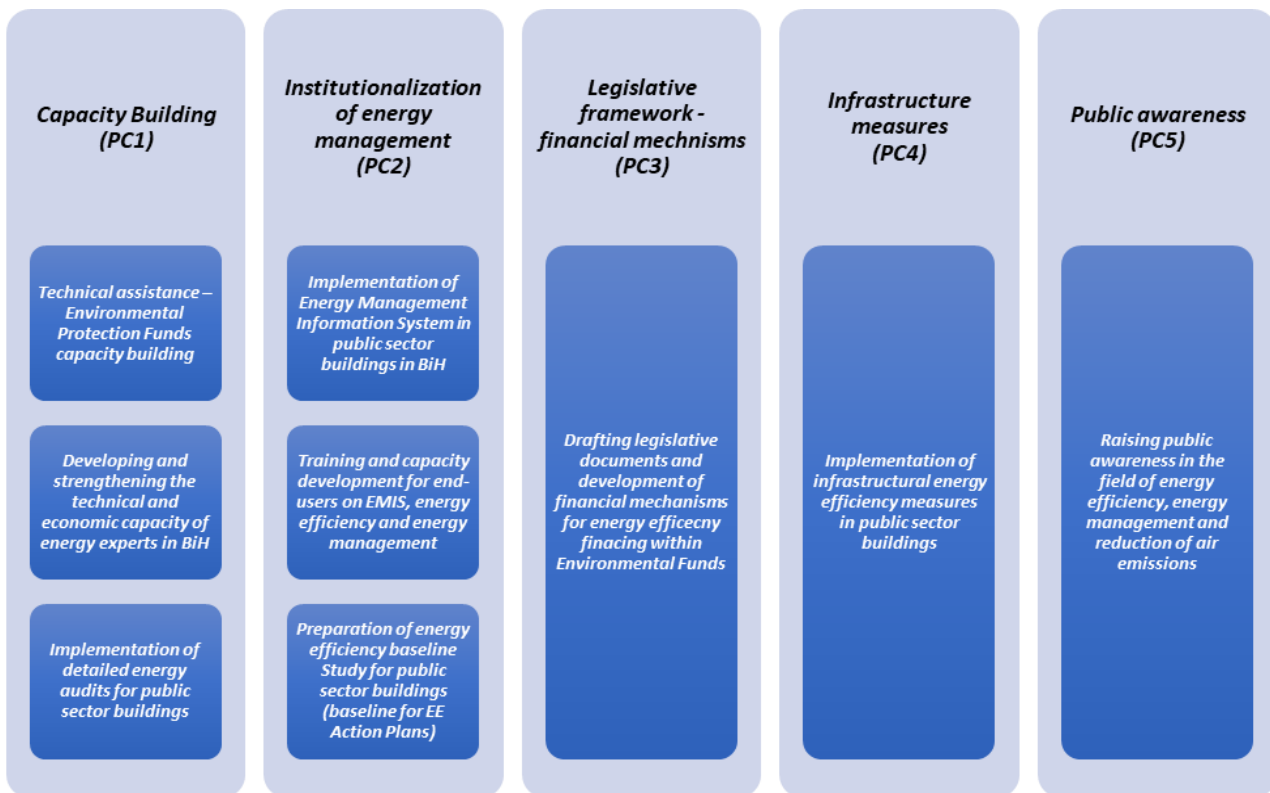 Capacity Building
(PC1)
Technical assistance –
Environmental
Protection Funds
capacity building
Developing and
strengthening the
technical and
economic capacity of
energy experts in BiH
Implementation of
detailed energy
audits for public
sector buildings
Institutionalization
of energy
management
(PC2)
Implementation of
Energy Management
Information System in
public sector
buildings in BiH
Training and capacity
development for end-
users on EMIS, energy
efficiency and energy
management
Preparation of energy
efficiency baseline
Study for public
sector buildings
(baseline for EE
Action Plans)
Legislative
framework -
financial mechnisms
(PC3)
Drafting legislative
documents and
development of
financial mechanisms
for energy efficecny
finacing within
Environmental Funds
Infrastructure
measures
(PC4)
Implementation of
infrastructural energy
efficiency measures
in public sector
buildings
Public awareness
(PC5)
Raising public
awareness in the
field of energy
efficiency, energy
management and
reduction of air
emissions